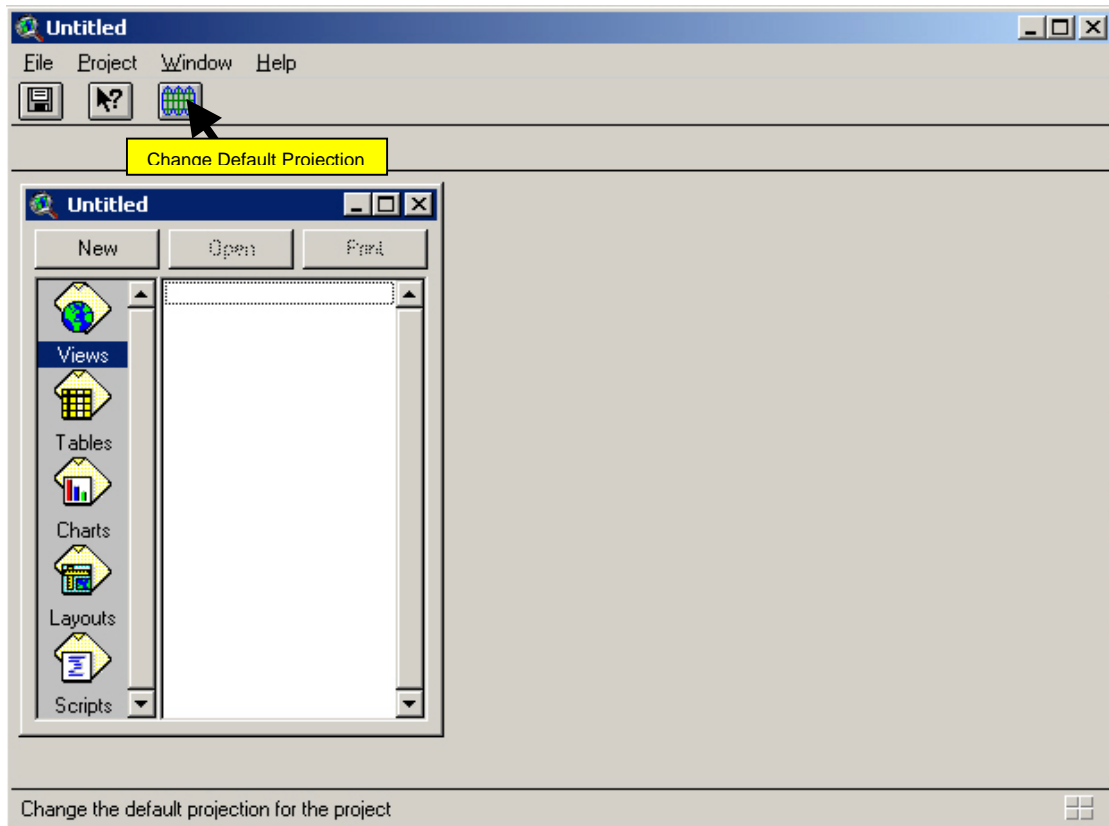 Untitled
File Project Window Help
?
Change Default Projection
Untitled
New Open Print
Views
Tables
Charts
Layouts
Scripts
Change the default projection for the project